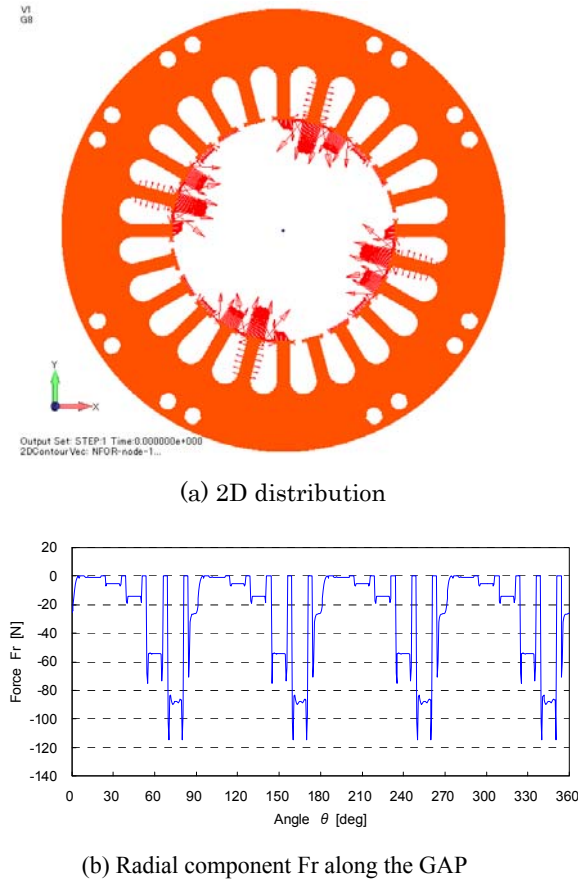 V1
G8
Y
X
Output Set: STEP:1 Time:0.000000e+000
2DContourVec: NFOR-node-1...
(a) 2D distribution
20
0
-20
-40
-60
-80
-100
-120
-140
Force Fr [N]
0 30 60 90 120 150 180 210 240 270 300 330 360
Angle θ [deg]
(b) Radial component Fr along the GAP